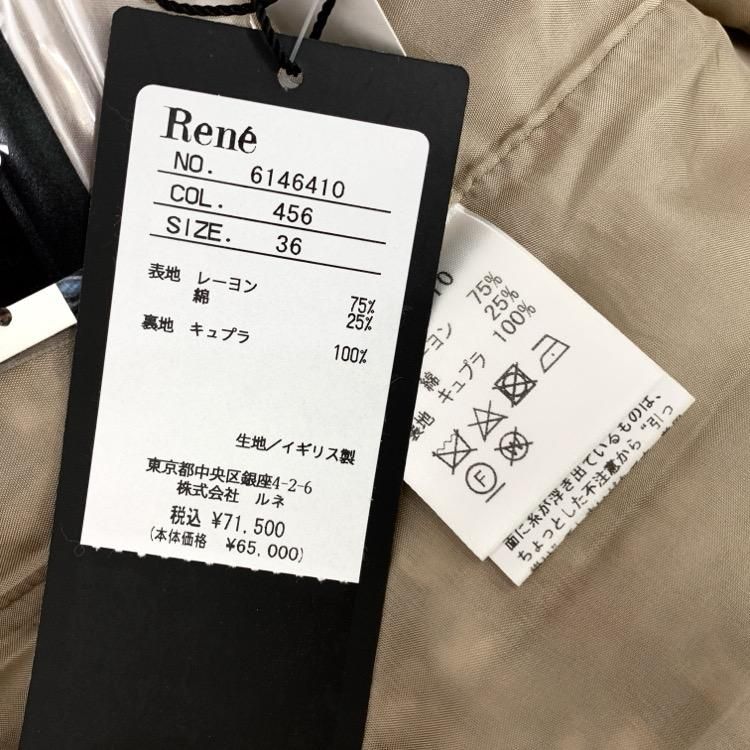 René
NO. 6146410
COL. 456
SIZE. 36
表地 レーヨン 75%
綿 25%
裏地 キュプラ 100%
生地/イギリス製
東京都中央区銀座4-2-6
株式会社 ルネ
税込 ¥71,500
(本体価格 ¥65,000)
10
ーヨン 75%
綿 25%
裏地 キュプラ 100%
F
W
面に糸が浮き出ているものは、
ちょっとした不注意から“引っ